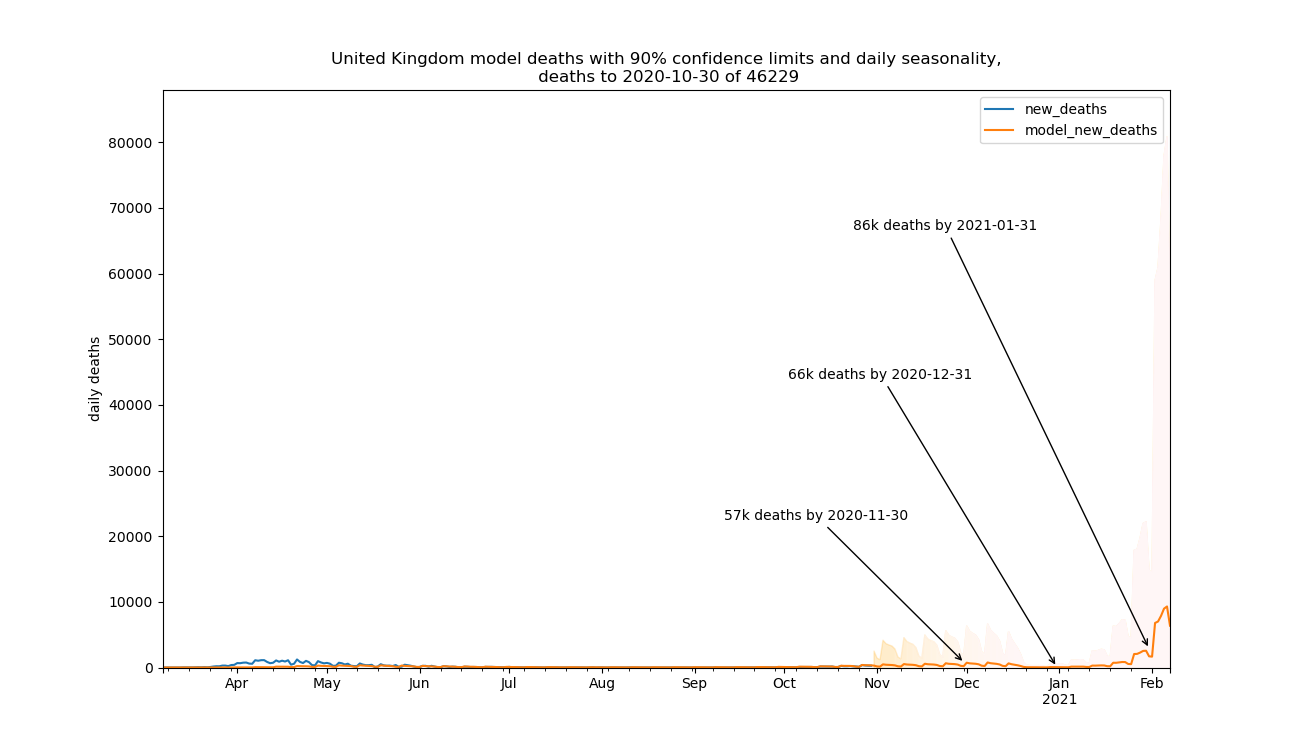 United Kingdom model deaths with 90% confidence limits and daily seasonality,
deaths to 2020-10-30 of 46229
new_deaths
model_new_deaths
80000
70000
60000
50000
40000
30000
20000
10000
0
daily deaths
86k deaths by 2021-01-31
66k deaths by 2020-12-31
57k deaths by 2020-11-30
Apr May Jun Jul Aug Sep Oct Nov Dec Jan Feb
2021